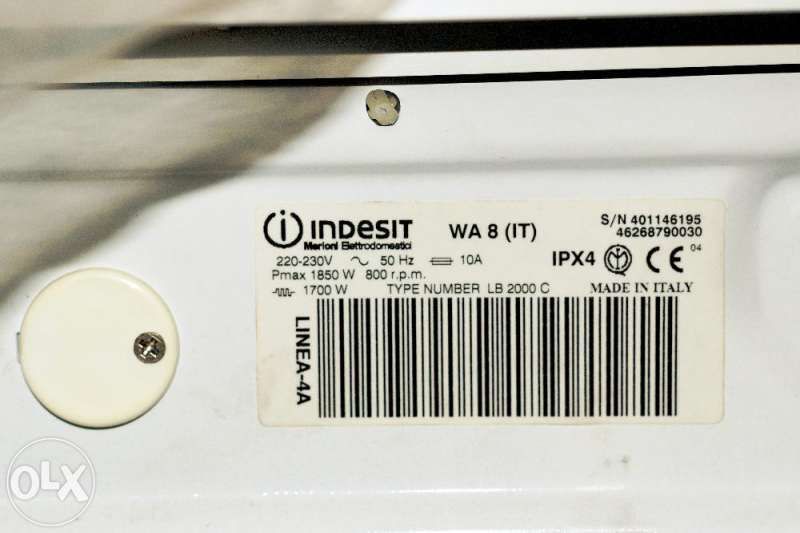 INDESIT WA 8 (IT) S/N 401146195
Merloni Elettrodomestici 46268790030
220-230V ~ 50 Hz 10A IPX4 CE 04
Pmax 1850 W 800 r.p.m.
1700 W TYPE NUMBER LB 2000 C MADE IN ITALY
LINEA-4A
OLX